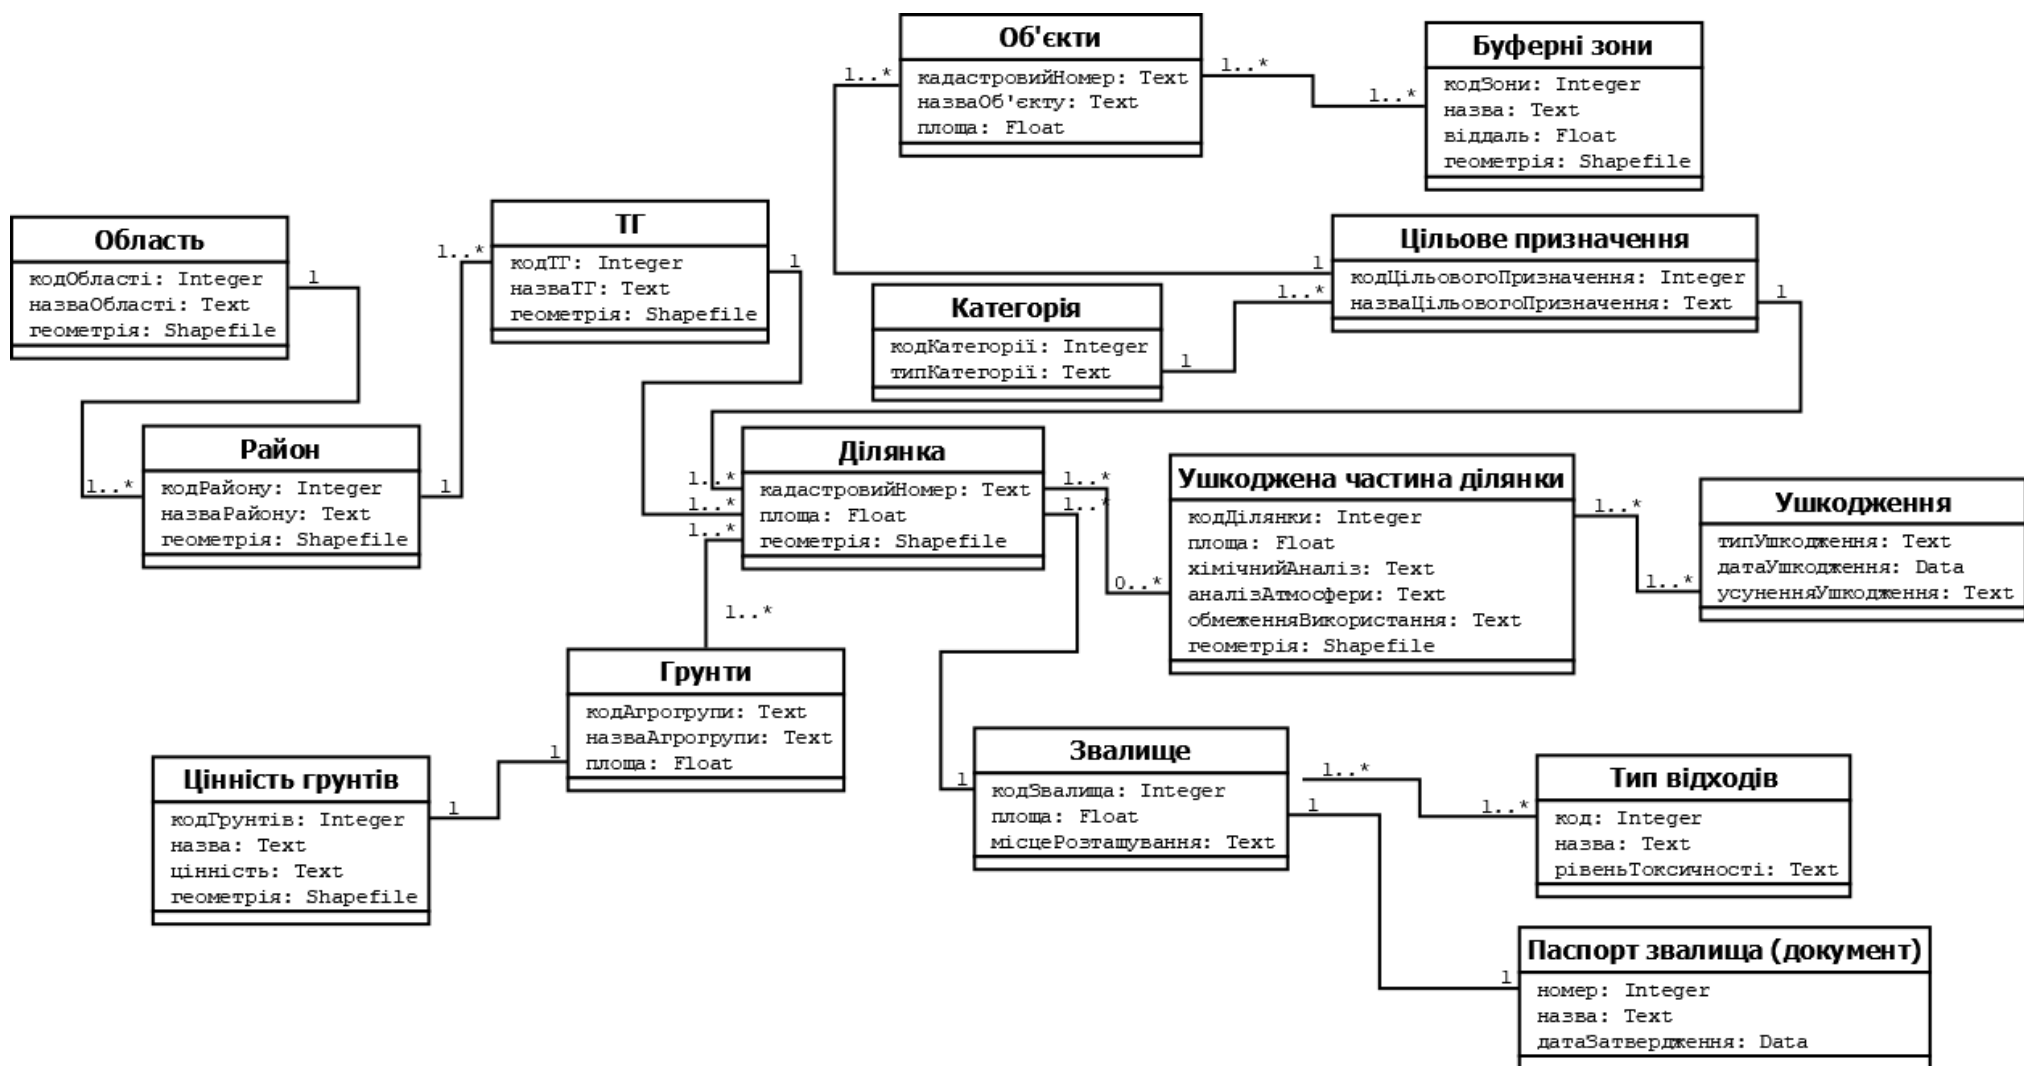 Об'єкти
кадастровийНомер: Text
назваОб'єкту: Text
площа: Float
1..*
1..*
Буферні зони
кодЗони: Integer
назва: Text
віддаль: Float
геометрія: Shapefile
1..*
Область
кодОбласті: Integer
назваОбласті: Text
геометрія: Shapefile
1
ТГ
кодТГ: Integer
назваТГ: Text
геометрія: Shapefile
1..*
1
Цільове призначення
кодЦільовогоПризначення: Integer
назваЦільовогоПризначення: Text
1
1..*
1
Категорія
кодКатегорії: Integer
типКатегорії: Text
1
Район
кодРайону: Integer
назваРайону: Text
геометрія: Shapefile
1..*
1
Ділянка
кадастровийНомер: Text
площа: Float
геометрія: Shapefile
1..*
1..*
1..*
1..*
1..*
Ушкоджена частина ділянки
кодДілянки: Integer
площа: Float
хімічнийАналіз: Text
аналізАтмосфери: Text
обмеженняВикористання: Text
геометрія: Shapefile
0..*
1..*
Ушкодження
типУшкодження: Text
датаУшкодження: Data
усуненняУшкодження: Text
1..*
1..*
Грунти
кодАгрогрупи: Text
назваАгрогрупи: Text
площа: Float
1
Цінність грунтів
кодГрунтів: Integer
назва: Text
цінність: Text
геометрія: Shapefile
1
Звалище
кодЗвалища: Integer
площа: Float
місцеРозташування: Text
1
1..*
1
Тип відходів
код: Integer
назва: Text
рівеньТоксичності: Text
1..*
Паспорт звалища (документ)
номер: Integer
назва: Text
датаЗатвердження: Data
1